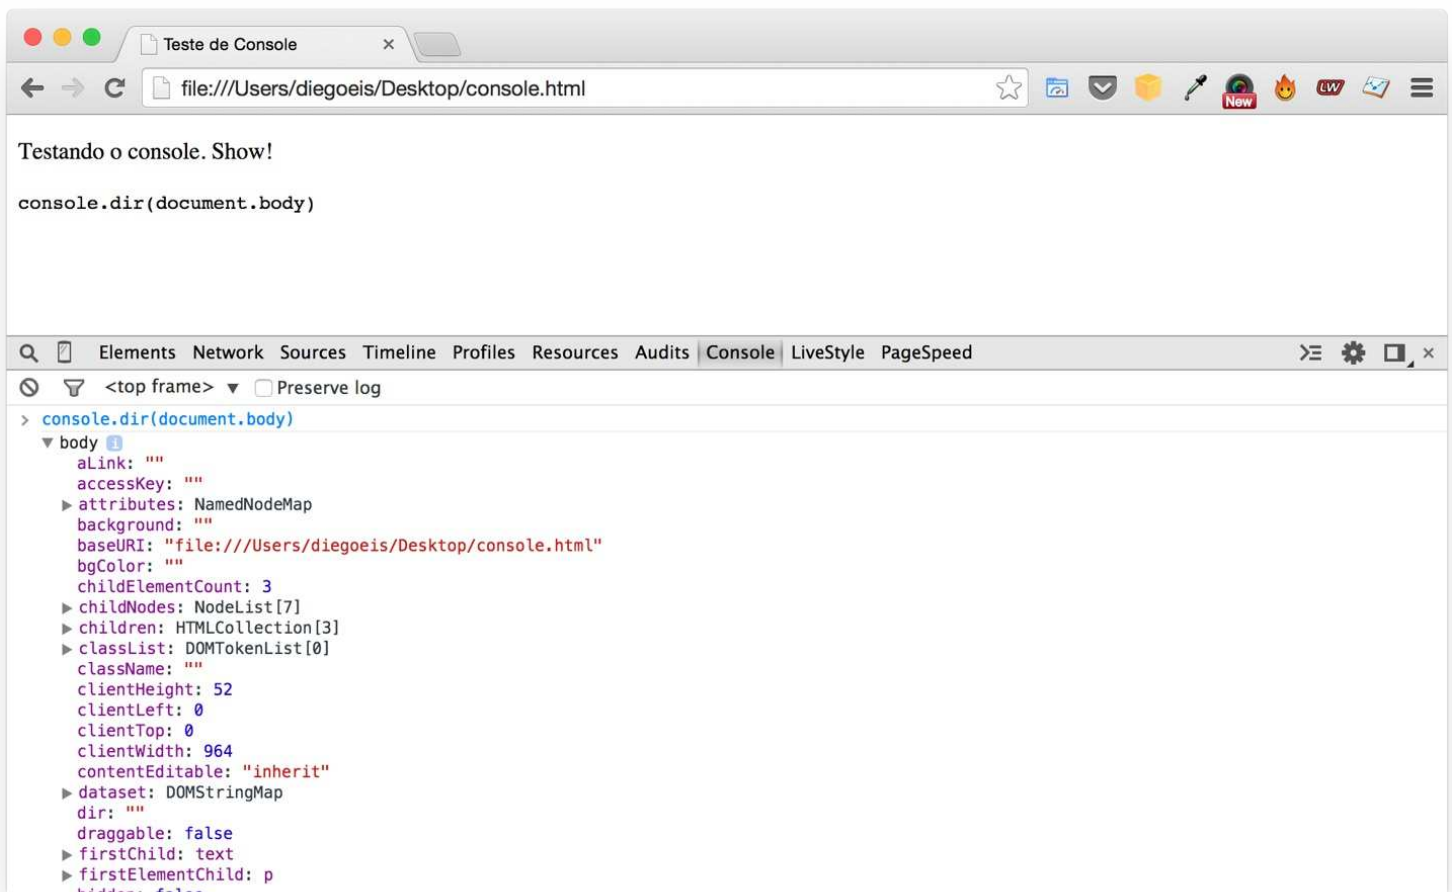 Teste de Console
file:///Users/diegoeis/Desktop/console.html
New
LW
Testando o console. Show!
console.dir(document.body)
Elements Network Sources Timeline Profiles Resources Audits Console LiveStyle PageSpeed
<top frame> Preserve log
console.dir(document.body)
body i
aLink: ""
accessKey: ""
attributes: NamedNodeMap
background: ""
baseURI: "file:///Users/diegoeis/Desktop/console.html"
bgColor: ""
childElementCount: 3
childNodes: NodeList[7]
children: HTMLCollection[3]
classList: DOMTokenList[0]
className: ""
clientHeight: 52
clientLeft: 0
clientTop: 0
clientWidth: 964
contentEditable: "inherit"
dataset: DOMStringMap
dir: ""
draggable: false
firstChild: text
firstElementChild: p
hidden: false